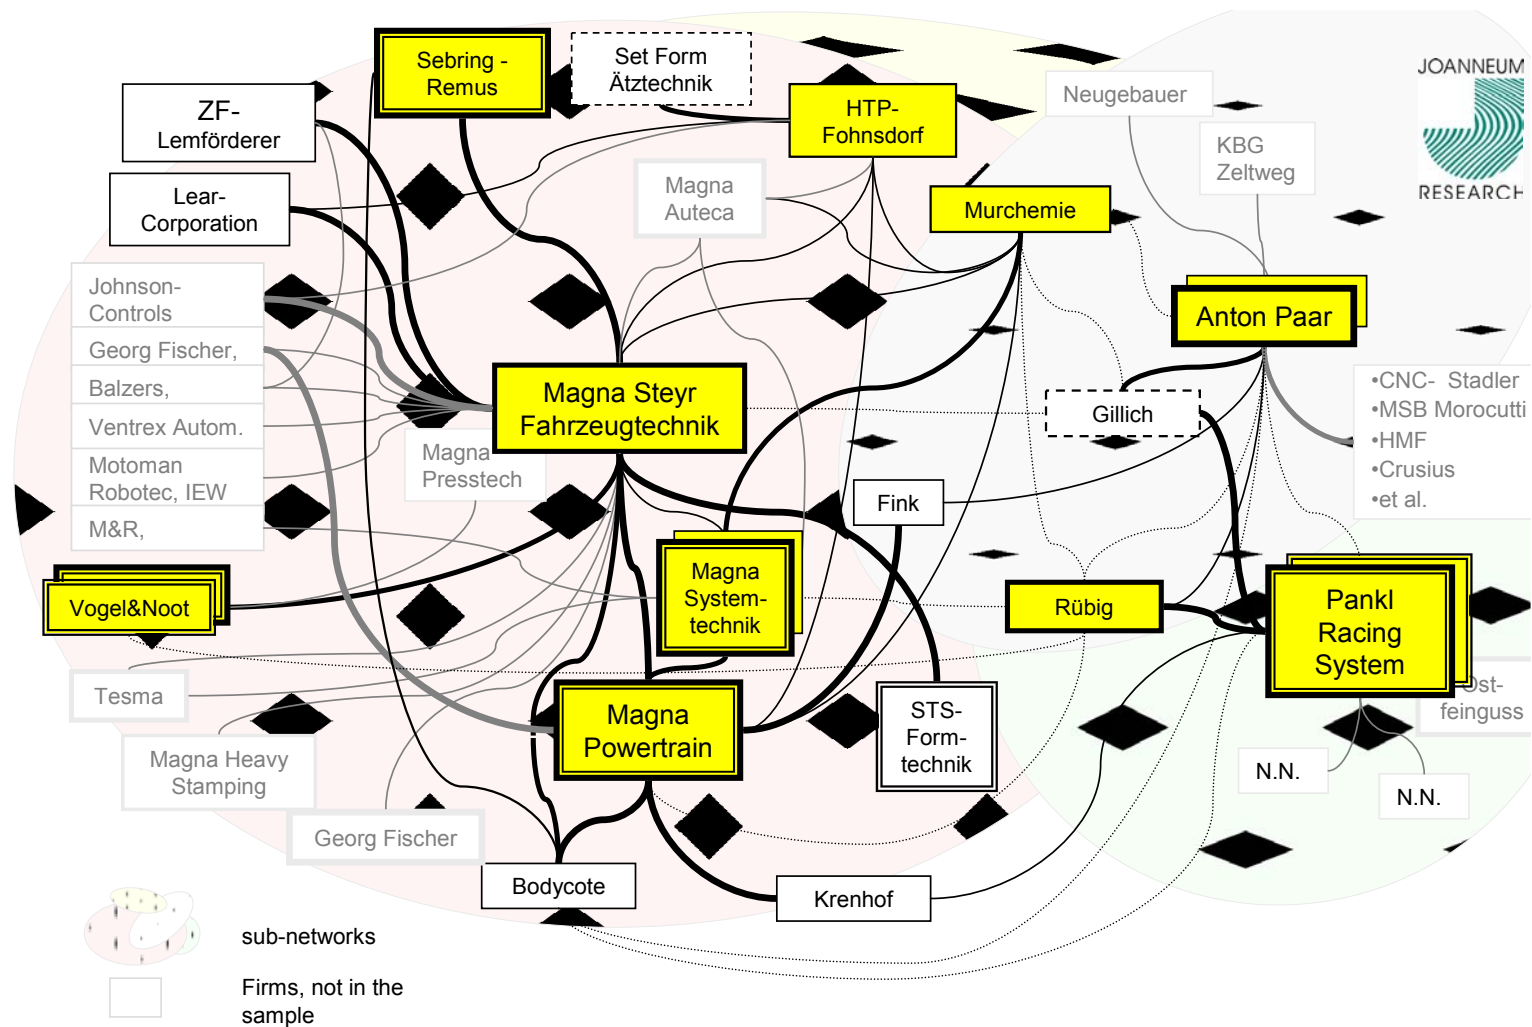 Sebring -
Remus
Set Form
Ätztechnik
JOANNEUM
RESEARCH
ZF-
Lemförderer
HTP-
Fohnsdorf
Neugebauer
KBG
Zeltweg
Lear-
Corporation
Magna
Auteca
Murchemie
Johnson-
Controls
Georg Fischer,
Balzers,
Ventrex Autom.
Motoman
Robotec, IEW
M&R,
Anton Paar
Magna Steyr
Fahrzeugtechnik
Gillich
•CNC- Stadler
•MSB Morocutti
•HMF
•Crusius
•et al.
Magna
Presstech
Fink
Vogel&Noot
Magna
System-
technik
Rübig
Pankl
Racing
System
Tesma
Magna
Powertrain
STS-
Form-
technik
Ost-
feinguss
Magna Heavy
Stamping
N.N.
N.N.
Georg Fischer
Bodycote
Krenhof
sub-networks
Firms, not in the
sample